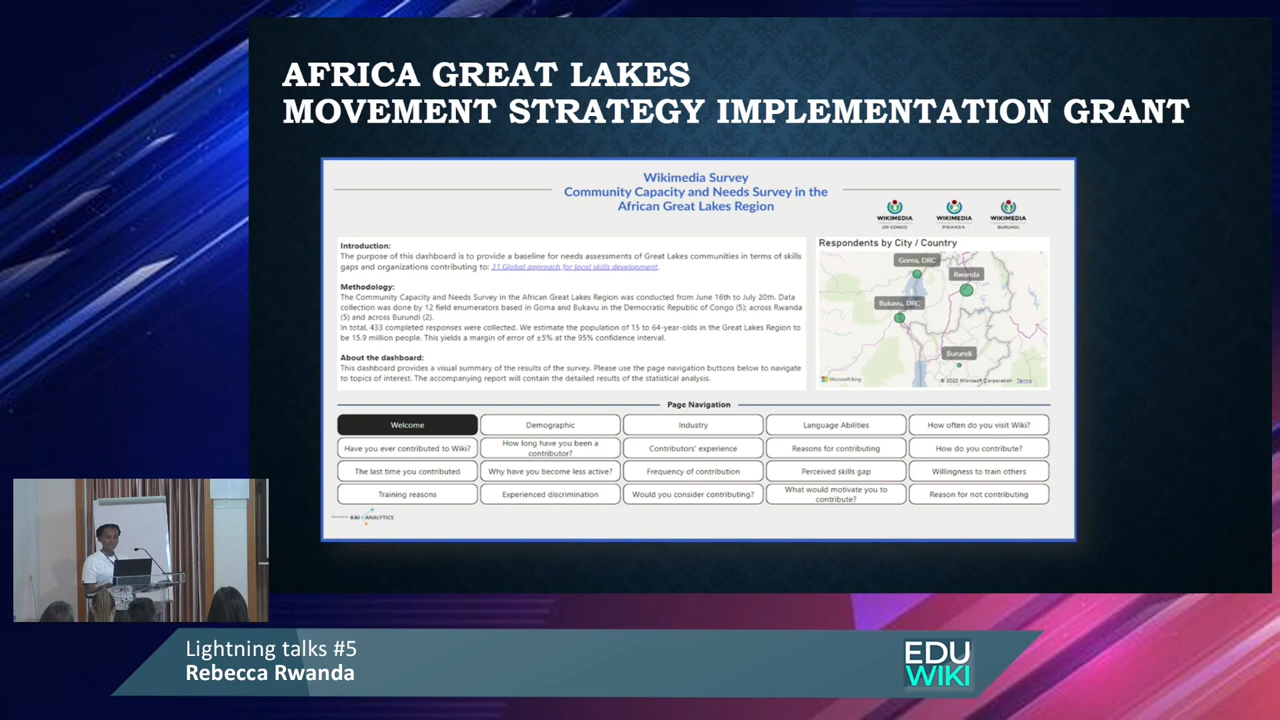 AFRICA GREAT LAKES
MOVEMENT STRATEGY IMPLEMENTATION GRANT
Wikimedia Survey
Community Capacity and Needs Survey in the
African Great Lakes Region
WIKIMEDIA
DR CONGO
WIKIMEDIA
RWANDA
WIKIMEDIA
BURUNDI
Introduction:
The purpose of this dashboard is to provide a baseline for needs assessments of Great Lakes communities in terms of skills
gaps and organizations contributing to: 31.Global approach for local skills development.
Methodology:
The Community Capacity and Needs Survey in the African Great Lakes Region was conducted from June 16th to July 20th. Data
collection was done by 12 field enumerators based in Goma and Bukavu in the Democratic Republic of Congo (5); across Rwanda
(5) and across Burundi (2).
In total, 433 completed responses were collected. We estimate the population of 15 to 64-year-olds in the Great Lakes Region to
be 15.9 million people. This yields a margin of error of ±5% at the 95% confidence interval.
About the dashboard:
This dashboard provides a visual summary of the results of the survey. Please use the page navigation buttons below to navigate
to topics of interest. The accompanying report will contain the detailed results of the statistical analysis.
Respondents by City / Country
Goma, DRC
Rwanda
Bukavu, DRC
Burundi
Microsoft Bing
© 2022 Microsoft Corporation Terms
Page Navigation
Welcome
Demographic
Industry
Language Abilities
How often do you visit Wiki?
Have you ever contributed to Wiki?
How long have you been a
contributor?
Contributors' experience
Reasons for contributing
How do you contribute?
The last time you contributed
Why have you become less active?
Frequency of contribution
Perceived skills gap
Willingness to train others
Training reasons
Experienced discrimination
Would you consider contributing?
What would motivate you to
contribute?
Reason for not contributing
KAI ANALYTICS
Lightning talks #5
Rebecca Rwanda
EDU
WIKI